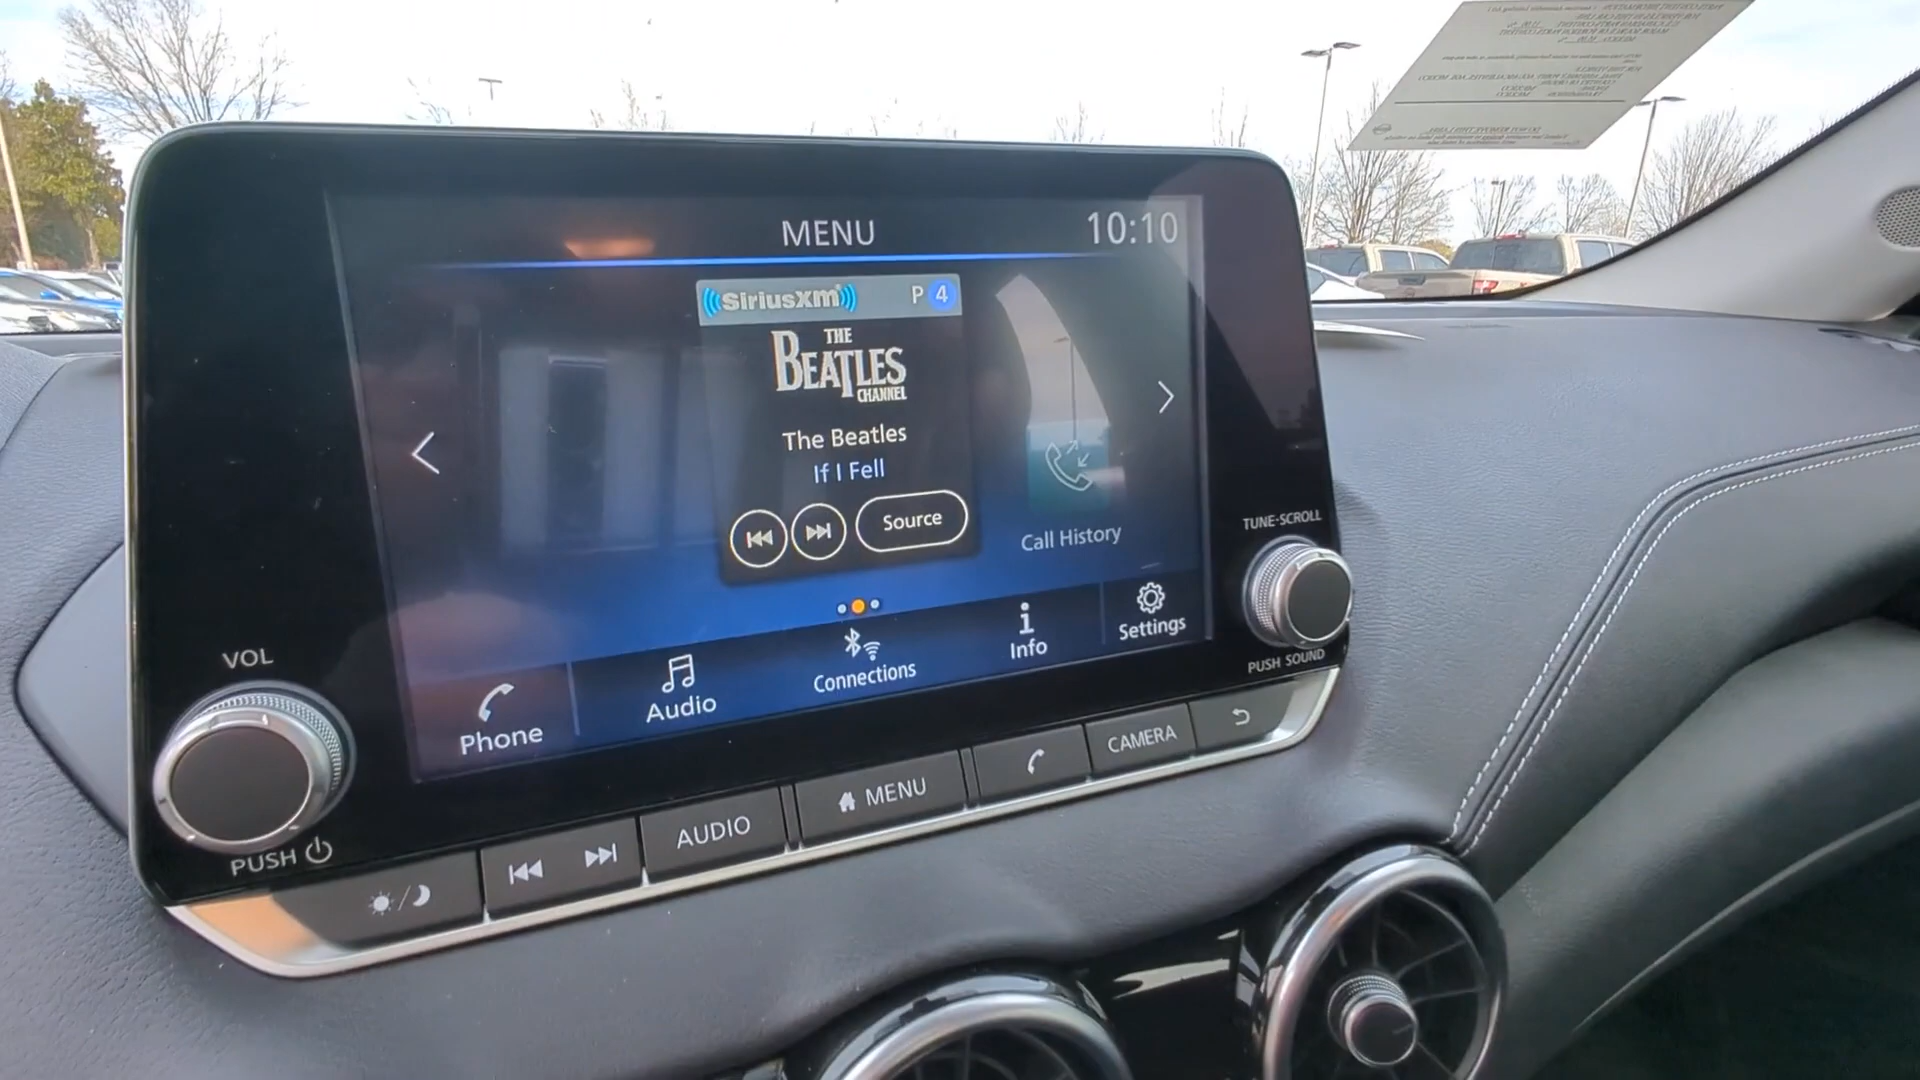 MENU
10:10
SiriusXM
P 4
THE
BEATLES
CHANNEL
The Beatles
If I Fell
Source
Call History
Phone
Audio
Connections
Info
Settings
VOL
PUSH
TUNE-SCROLL
PUSH SOUND
AUDIO
MENU
CAMERA